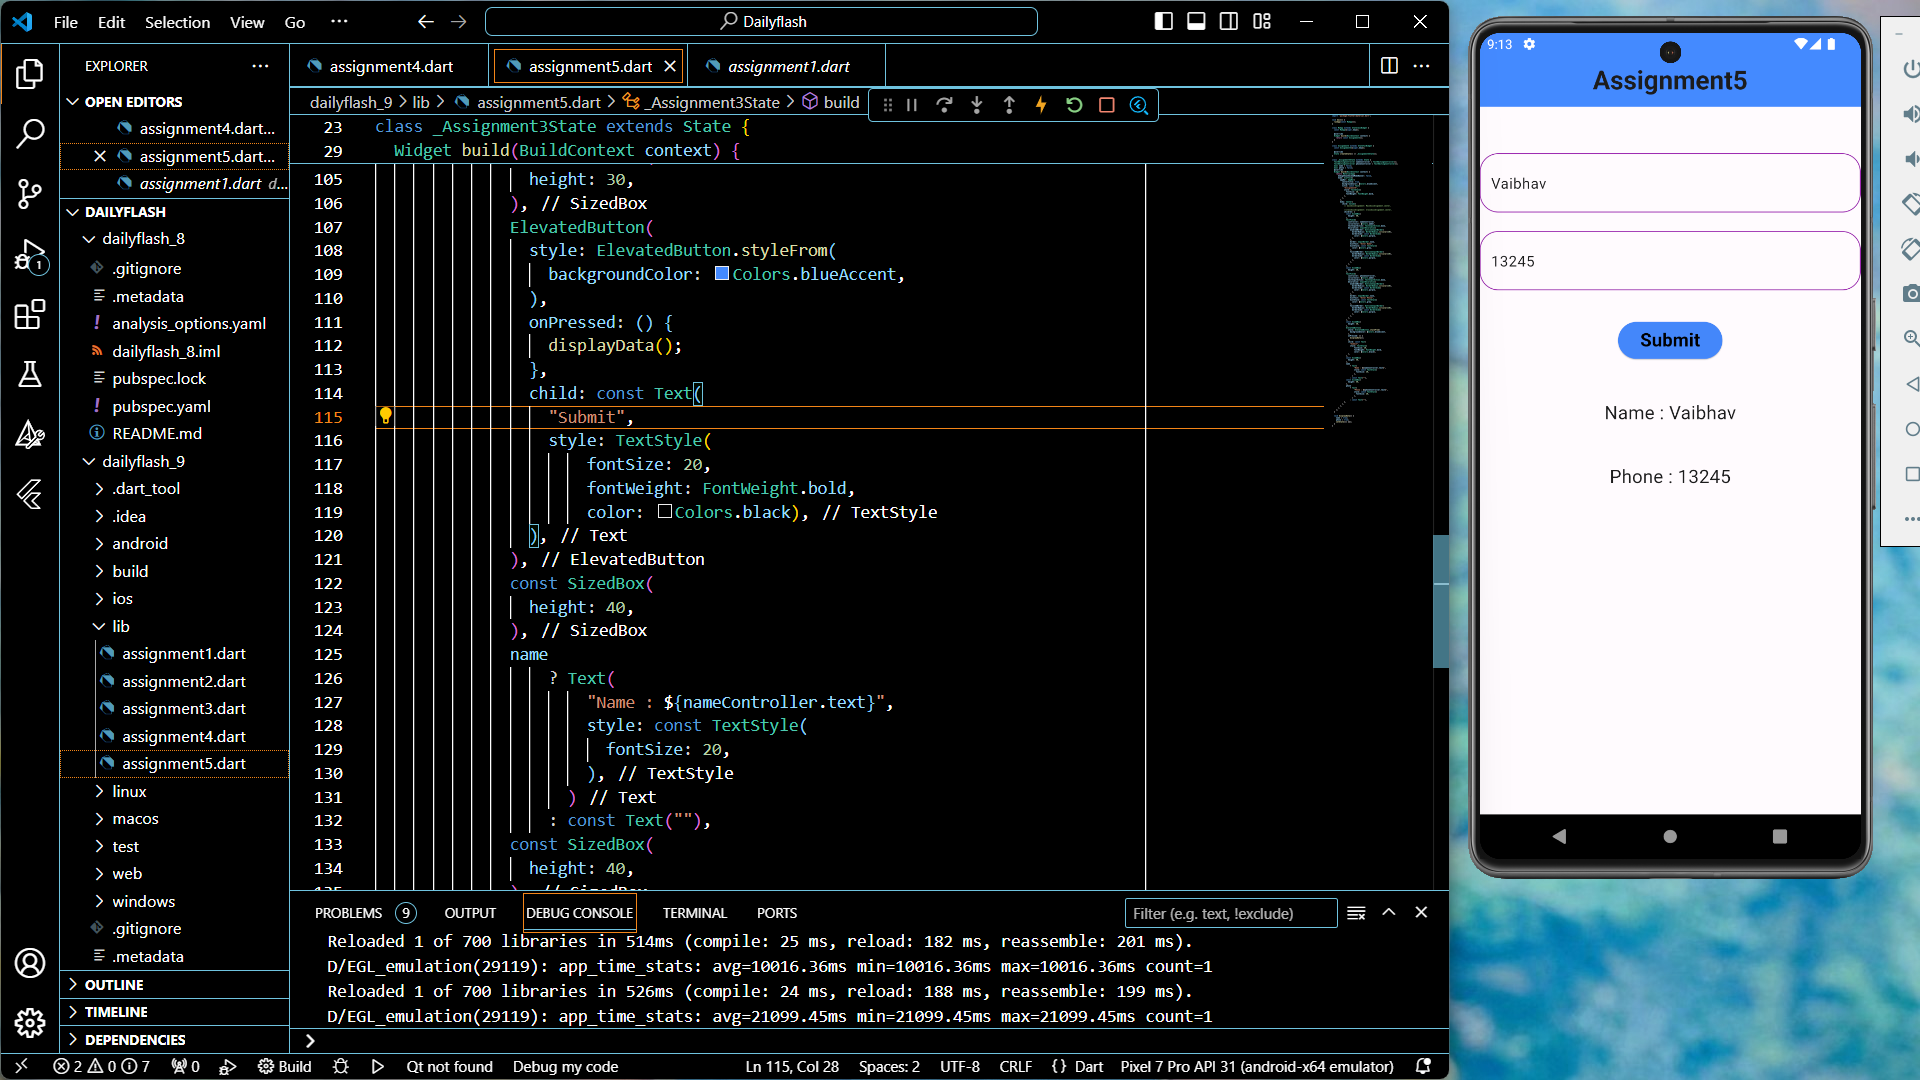 File Edit Selection View Go ··· Dailyflash
EXPLORER
OPEN EDITORS
assignment4.dart...
assignment5.dart...
assignment1.dart d...
DAILYFLASH
dailyflash_8
.gitignore
.metadata
analysis_options.yaml
dailyflash_8.iml
pubspec.lock
pubspec.yaml
README.md
dailyflash_9
.dart_tool
.idea
android
build
ios
lib
assignment1.dart
assignment2.dart
assignment3.dart
assignment4.dart
assignment5.dart
linux
macos
test
web
windows
.gitignore
.metadata
OUTLINE
TIMELINE
DEPENDENCIES
1
assignment4.dart assignment5.dart assignment1.dart
dailyflash_9 > lib > assignment5.dart > _Assignment3State > build
23 class _Assignment3State extends State {
29 Widget build(BuildContext context) {
105 height: 30,
106 ), // SizedBox
107 ElevatedButton(
108 style: ElevatedButton.styleFrom(
109 backgroundColor: Colors.blueAccent,
110 ),
111 onPressed: () {
112 displayData();
113 },
114 child: const Text(
115 "Submit",
116 style: TextStyle(
117 fontSize: 20,
118 fontWeight: FontWeight.bold,
119 color: Colors.black), // TextStyle
120 ), // Text
121 ), // ElevatedButton
122 const SizedBox(
123 height: 40,
124 ), // SizedBox
125 name
126 ? Text(
127 "Name : ${nameController.text}",
128 style: const TextStyle(
129 fontSize: 20,
130 ), // TextStyle
131 ) // Text
132 : const Text(""),
133 const SizedBox(
134 height: 40,
135 ), // SizedBox
PROBLEMS 9 OUTPUT DEBUG CONSOLE TERMINAL PORTS Filter (e.g. text, !exclude)
Reloaded 1 of 700 libraries in 514ms (compile: 25 ms, reload: 182 ms, reassemble: 201 ms).
D/EGL_emulation(29119): app_time_stats: avg=10016.36ms min=10016.36ms max=10016.36ms count=1
Reloaded 1 of 700 libraries in 526ms (compile: 24 ms, reload: 188 ms, reassemble: 199 ms).
D/EGL_emulation(29119): app_time_stats: avg=21099.45ms min=21099.45ms max=21099.45ms count=1
2 0 7 0 Build Qt not found Debug my code Ln 115, Col 28 Spaces: 2 UTF-8 CRLF {} Dart Pixel 7 Pro API 31 (android-x64 emulator)
9:13
Assignment5
Vaibhav
13245
Submit
Name : Vaibhav
Phone : 13245